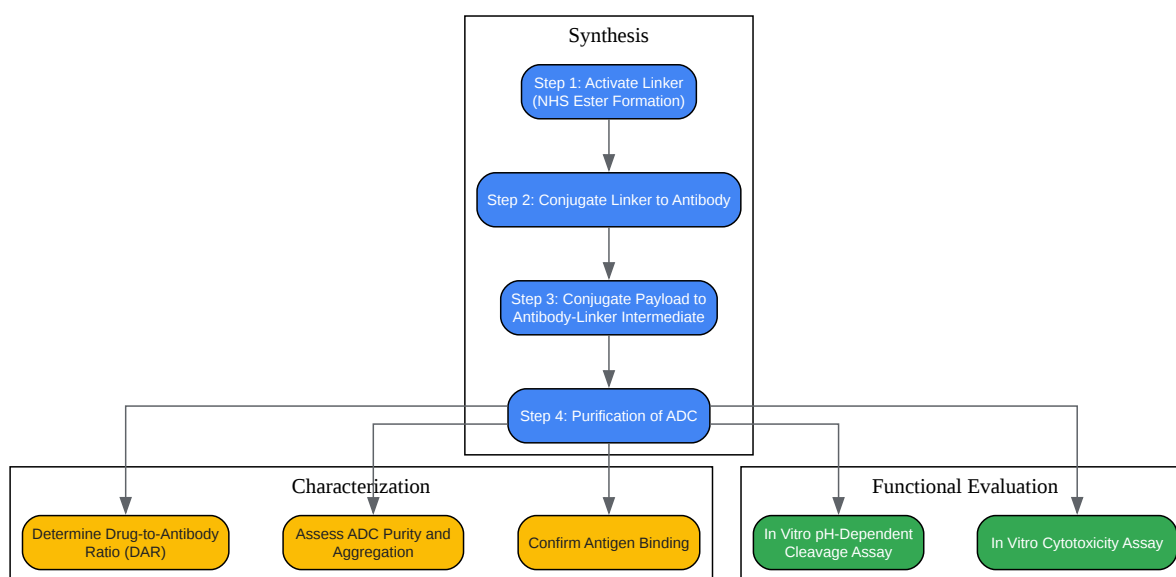 Synthesis
Step 1: Activate Linker
(NHS Ester Formation)
Step 2: Conjugate Linker to Antibody
Step 3: Conjugate Payload to
Antibody-Linker Intermediate
Step 4: Purification of ADC
Characterization
Determine Drug-to-Antibody
Ratio (DAR)
Assess ADC Purity and
Aggregation
Confirm Antigen Binding
Functional Evaluation
In Vitro pH-Dependent
Cleavage Assay
In Vitro Cytotoxicity Assay